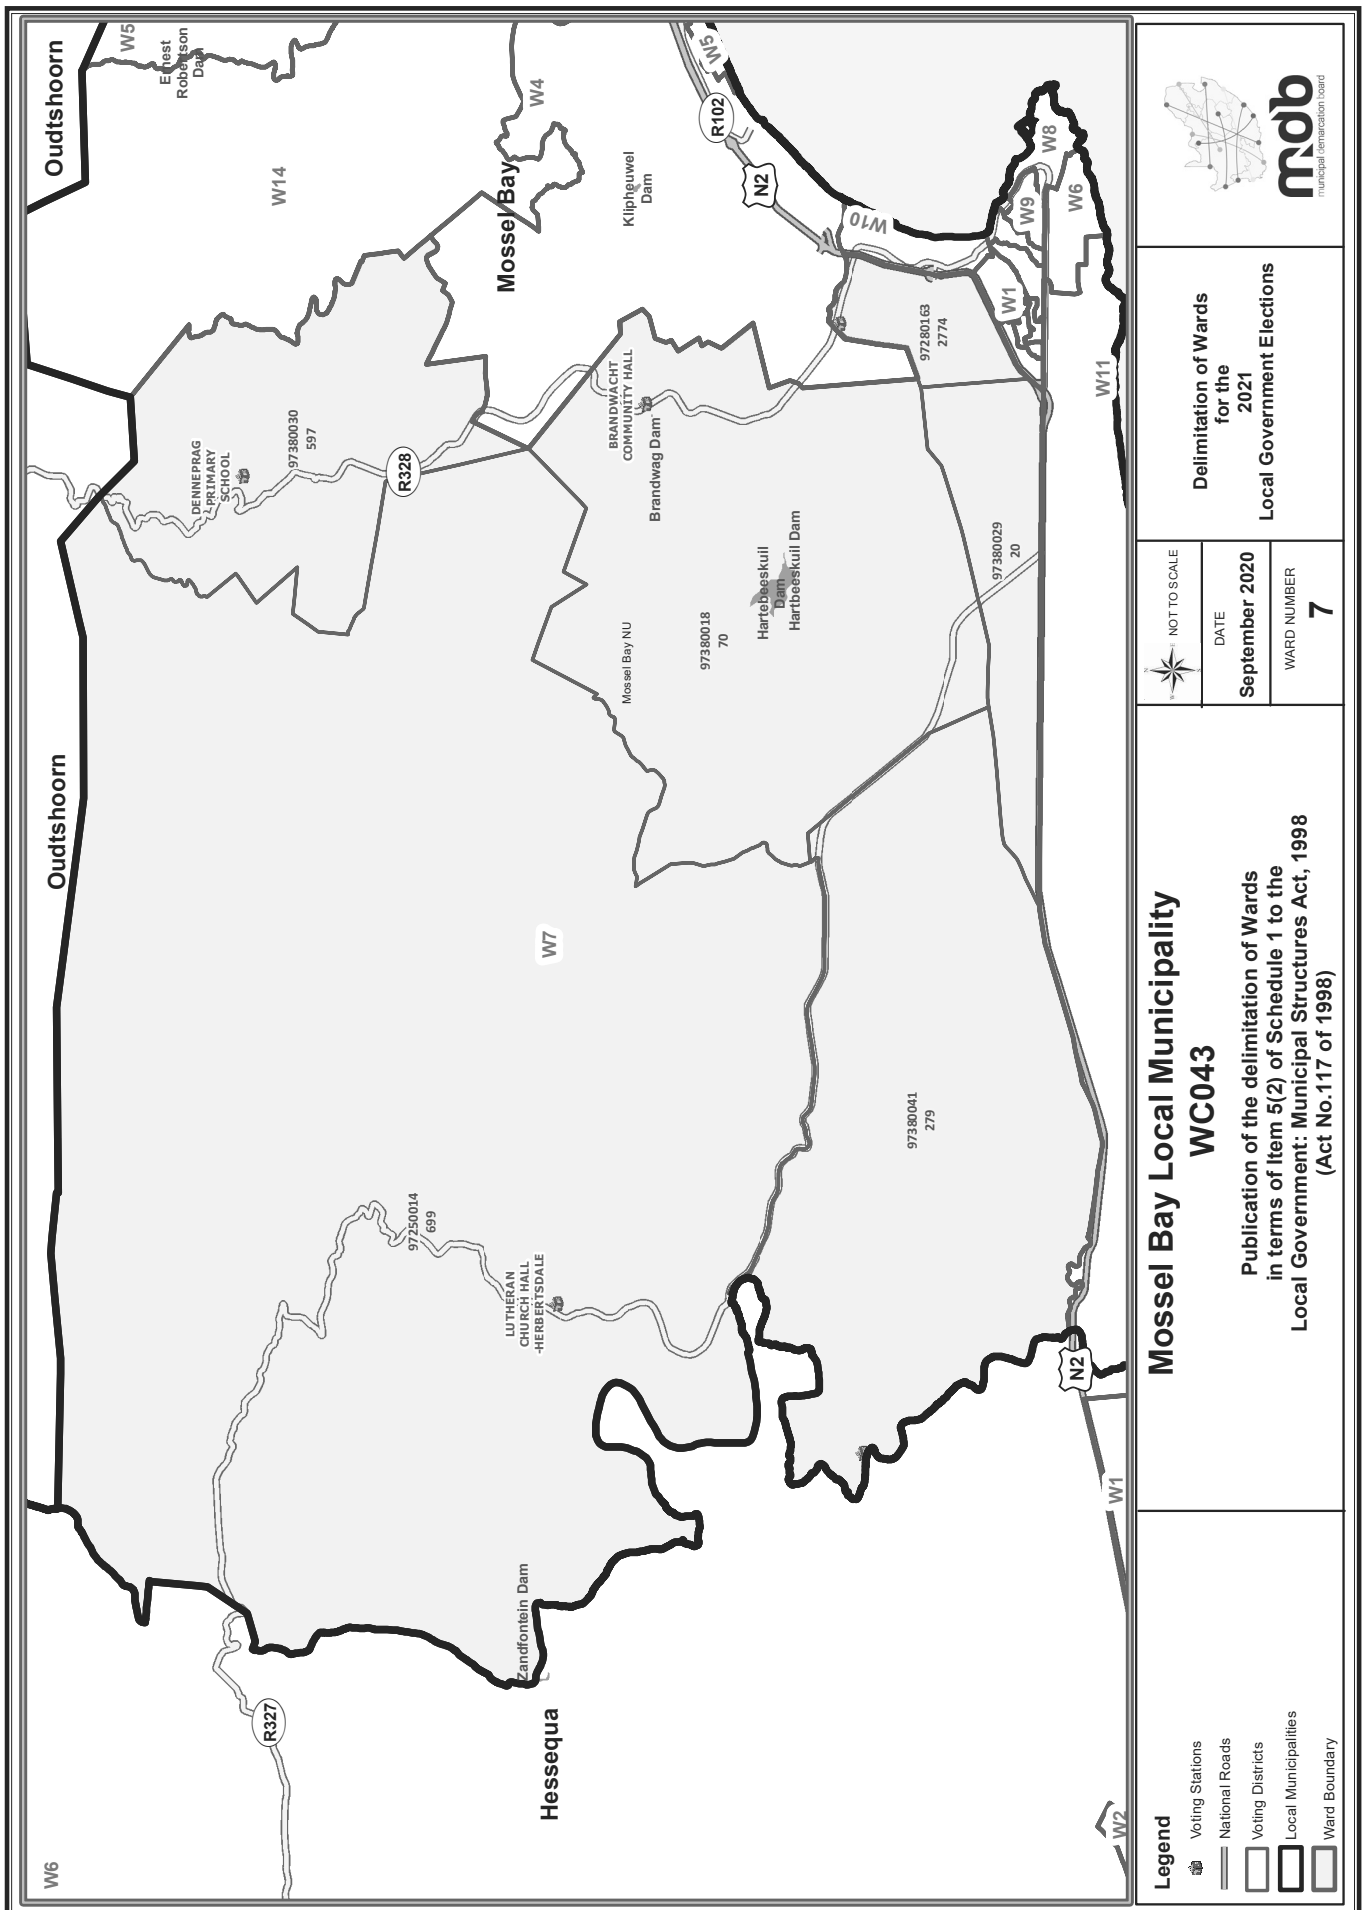 W6
Oudtshoorn
Oudtshoorn
W5
Ernest
Robertson
Dam
W14
R327
DENNEPRAG
PRIMARY
SCHOOL
97380030
597
R328
97250014
699
LUTHERAN
CHURCH HALL
-HERBERTSDALE
Zandfontein Dam
Hessequa
W7
Mossel Bay
W4
Klipheuwel
Dam
BRANDWACHT
COMMUNITY HALL
Brandwag Dam
Mossel Bay NU
97380018
70
Hartebeeskuil
Dam
Hartbeeskuil Dam
R102
W5
N2
W10
97280163
2774
97380029
20
97380041
279
W1
W9
W8
W6
W11
N2
W1
W2
Legend
Voting Stations
National Roads
Voting Districts
Local Municipalities
Ward Boundary
Mossel Bay Local Municipality
WC043
Publication of the delimitation of Wards
in terms of Item 5(2) of Schedule 1 to the
Local Government: Municipal Structures Act, 1998
(Act No.117 of 1998)
N
E
S
W
NOT TO SCALE
DATE
September 2020
WARD NUMBER
7
Delimitation of Wards
for the
2021
Local Government Elections
mdb
municipal demarcation board